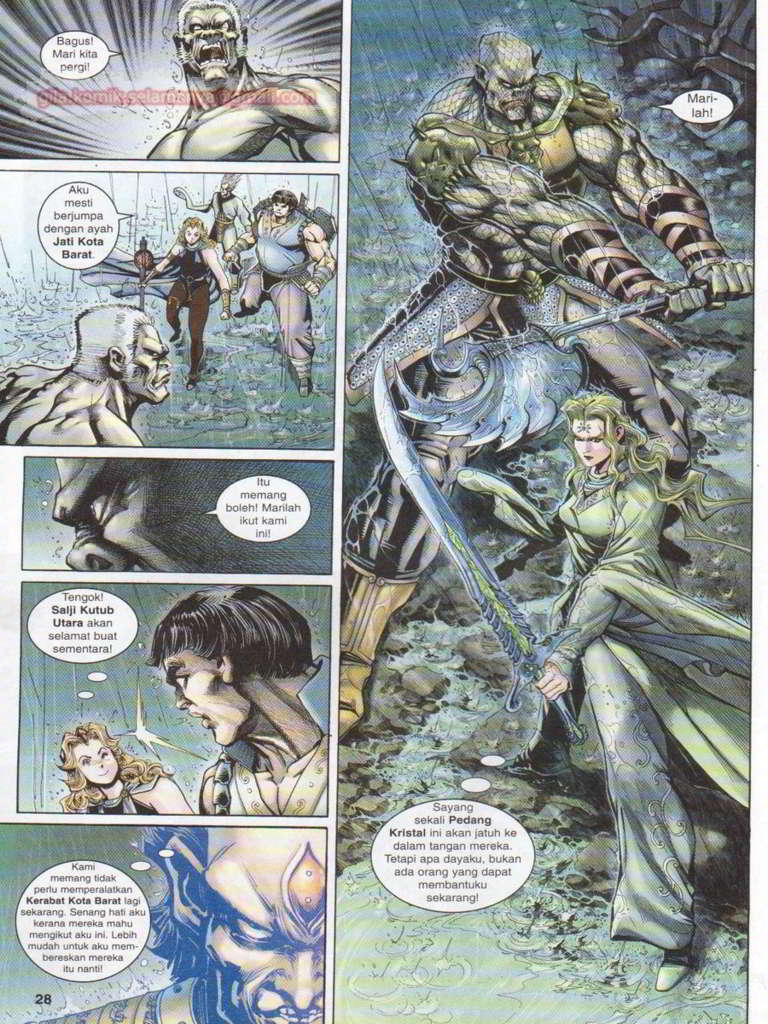 Bagus!
Mari kita
pergi!
Aku
mesti
berjumpa
dengan ayah
Jati Kota
Barat.
Itu
memang
boleh! Marilah
ikut kami
ini!
Tengok!
Salji Kutub
Utara akan
selamat buat
sementara!
Kami
memang tidak
perlu memperalatkan
Kerabat Kota Barat lagi
sekarang. Senang hati aku
kerana mereka mahu
mengikut aku ini. Lebih
mudah untuk aku mem-
bereskan mereka
itu nanti!
28
Mari-
lah!
Sayang
sekali Pedang
Kristal ini akan jatuh ke
dalam tangan mereka.
Tetapi apa dayaku, bukan
ada orang yang dapat
membantuku
sekarang!